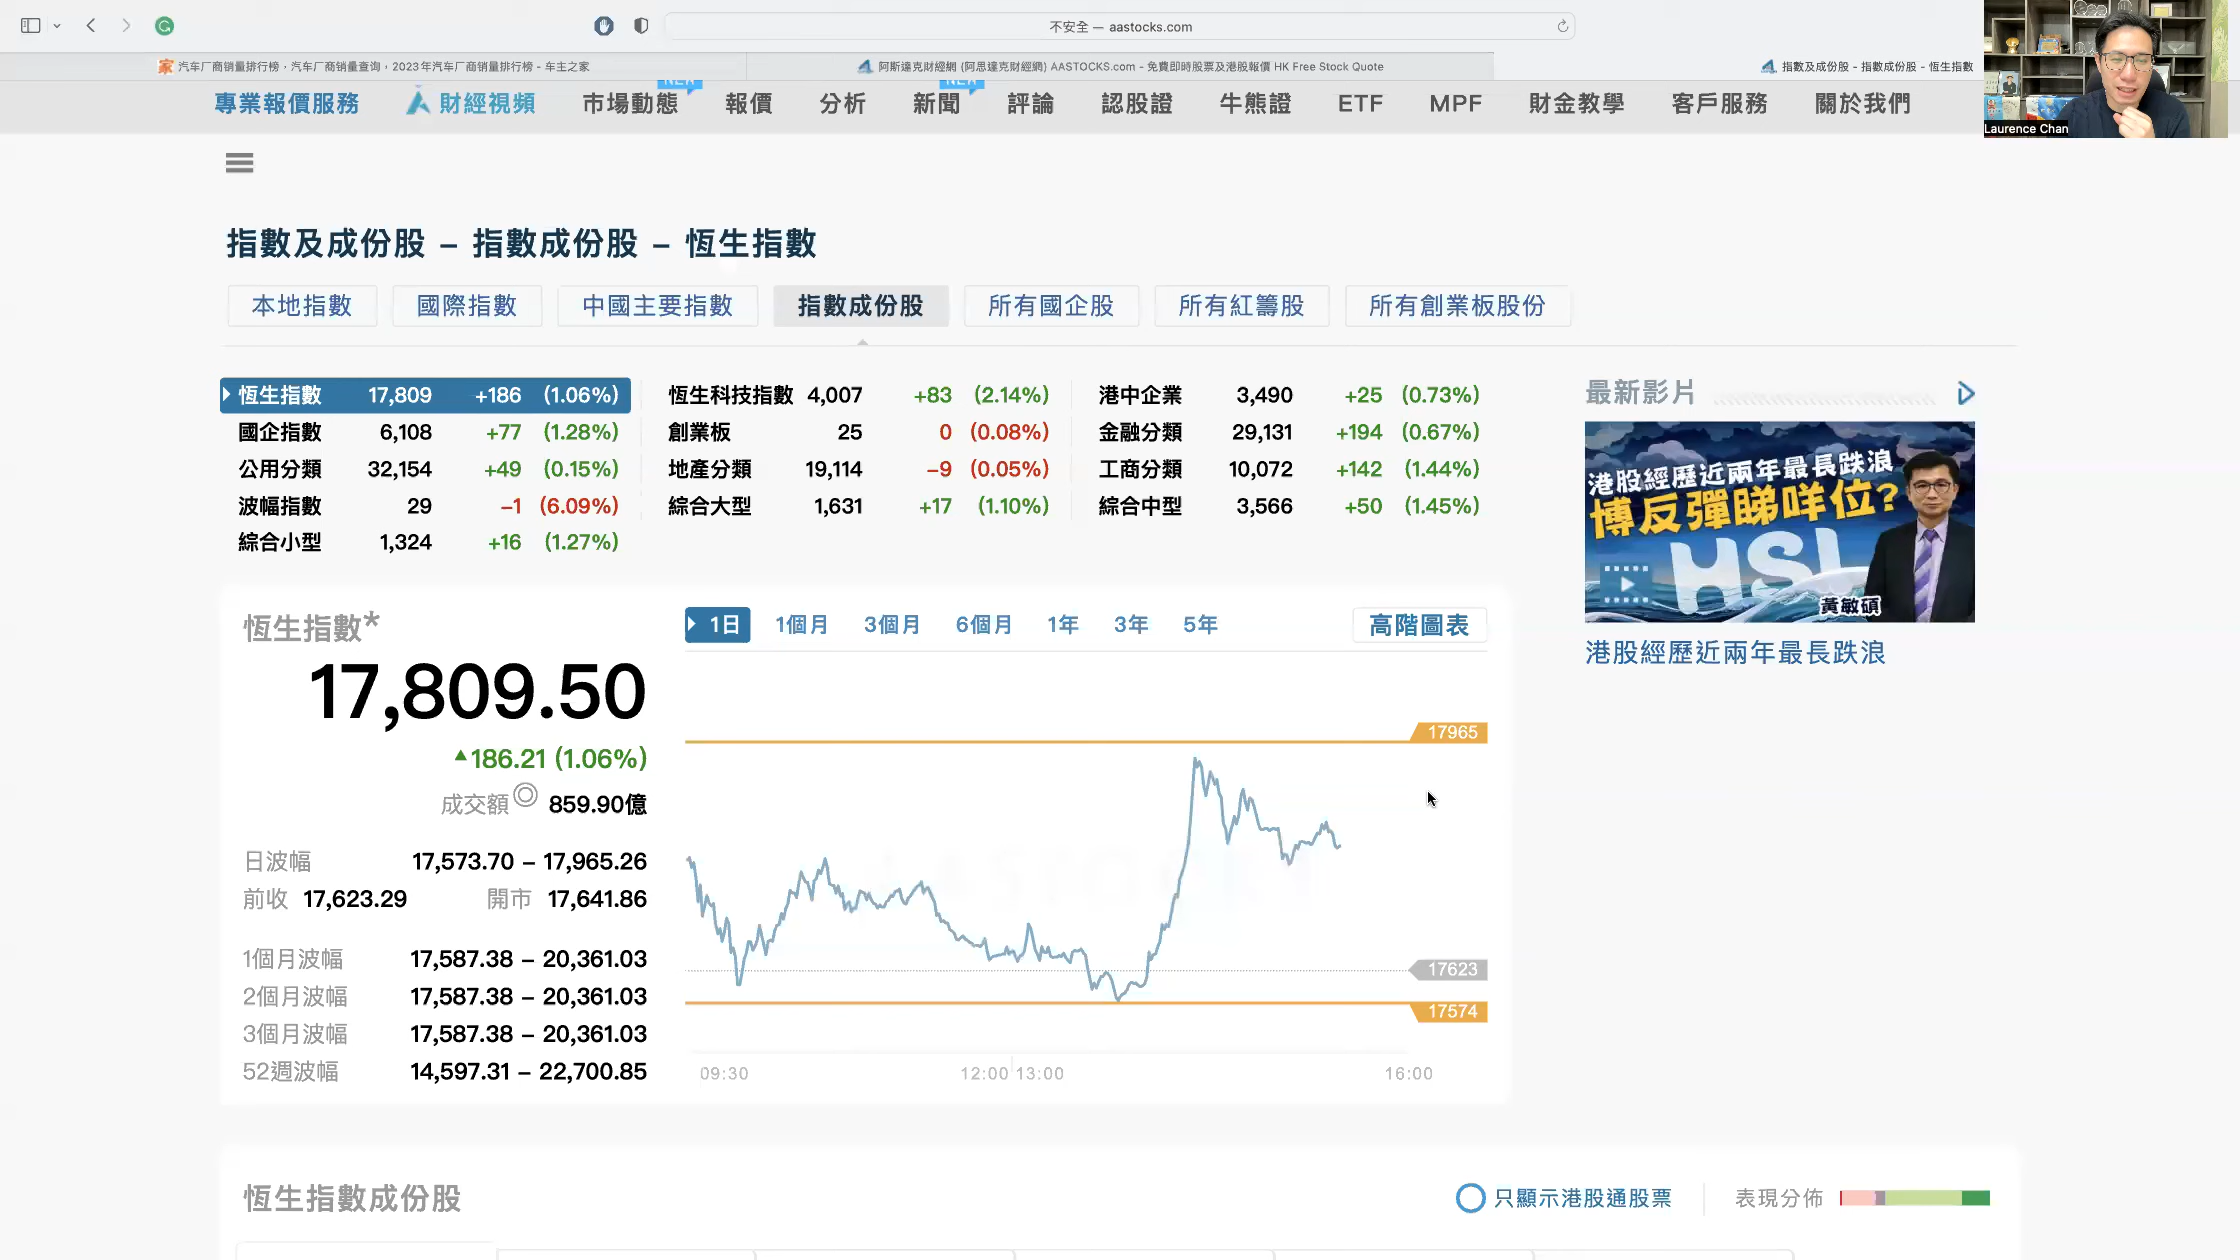 不安全 — aastocks.com
家 汽车厂商销量排行榜，汽车厂商销量查询，2023年汽车厂商销量排行榜 - 车主之家
阿斯達克財經網 (阿思達克財經網) AASTOCKS.com - 免費即時股票及港股報價 HK Free Stock Quote
指數及成份股 - 指數成份股 - 恆生指數
Laurence Chan
專業報價服務 財經視頻 市場動態 報價 分析 新聞 評論 認股證 牛熊證 ETF MPF 財金教學 客戶服務 關於我們
指數及成份股 – 指數成份股 – 恆生指數
本地指數 國際指數 中國主要指數 指數成份股 所有國企股 所有紅籌股 所有創業板股份
恆生指數 17,809 +186 (1.06%) 恆生科技指數 4,007 +83 (2.14%) 港中企業 3,490 +25 (0.73%)
國企指數 6,108 +77 (1.28%) 創業板 25 0 (0.08%) 金融分類 29,131 +194 (0.67%)
公用分類 32,154 +49 (0.15%) 地產分類 19,114 –9 (0.05%) 工商分類 10,072 +142 (1.44%)
波幅指數 29 –1 (6.09%) 綜合大型 1,631 +17 (1.10%) 綜合中型 3,566 +50 (1.45%)
綜合小型 1,324 +16 (1.27%)
最新影片
港股經歷近兩年最長跌浪
博反彈睇咩位?
HSI
黃敏碩
港股經歷近兩年最長跌浪
恆生指數*
17,809.50
▲186.21 (1.06%)
成交額 859.90億
日波幅 17,573.70 – 17,965.26
前收 17,623.29 開市 17,641.86
1個月波幅 17,587.38 – 20,361.03
2個月波幅 17,587.38 – 20,361.03
3個月波幅 17,587.38 – 20,361.03
52週波幅 14,597.31 – 22,700.85
1日 1個月 3個月 6個月 1年 3年 5年 高階圖表
17965
17623
17574
09:30 12:00 13:00 16:00
恆生指數成份股
只顯示港股通股票 表現分佈